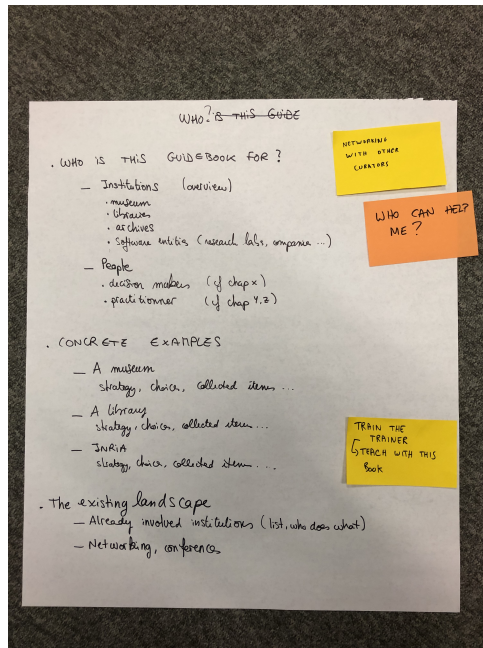 WHO? is THiS GUiDE
. WHO iS THiS GUiDEBOOK FOR ?
— Institutions (overview)
· museum
· libraries
· archives
· software entities (research labs, companies ...)
— People
· decision makers (cf chap x)
· practitionner (cf chap Y, Z)
. CONCRETE EXAMPLES
— A museum
strategy, choices, collected items ...
— A library
strategy, choices, collected items ...
— INRiA
strategy, choices, collected items ...
. The existing landscape
— Already involved institutions (list, who does what)
— Networking, conferences
NETWORKING
WITH OTHER
CURATORS
WHO CAN HELP
ME ?
TRAIN THE
TRAINER
↳ TEACH WITH THIS
Book